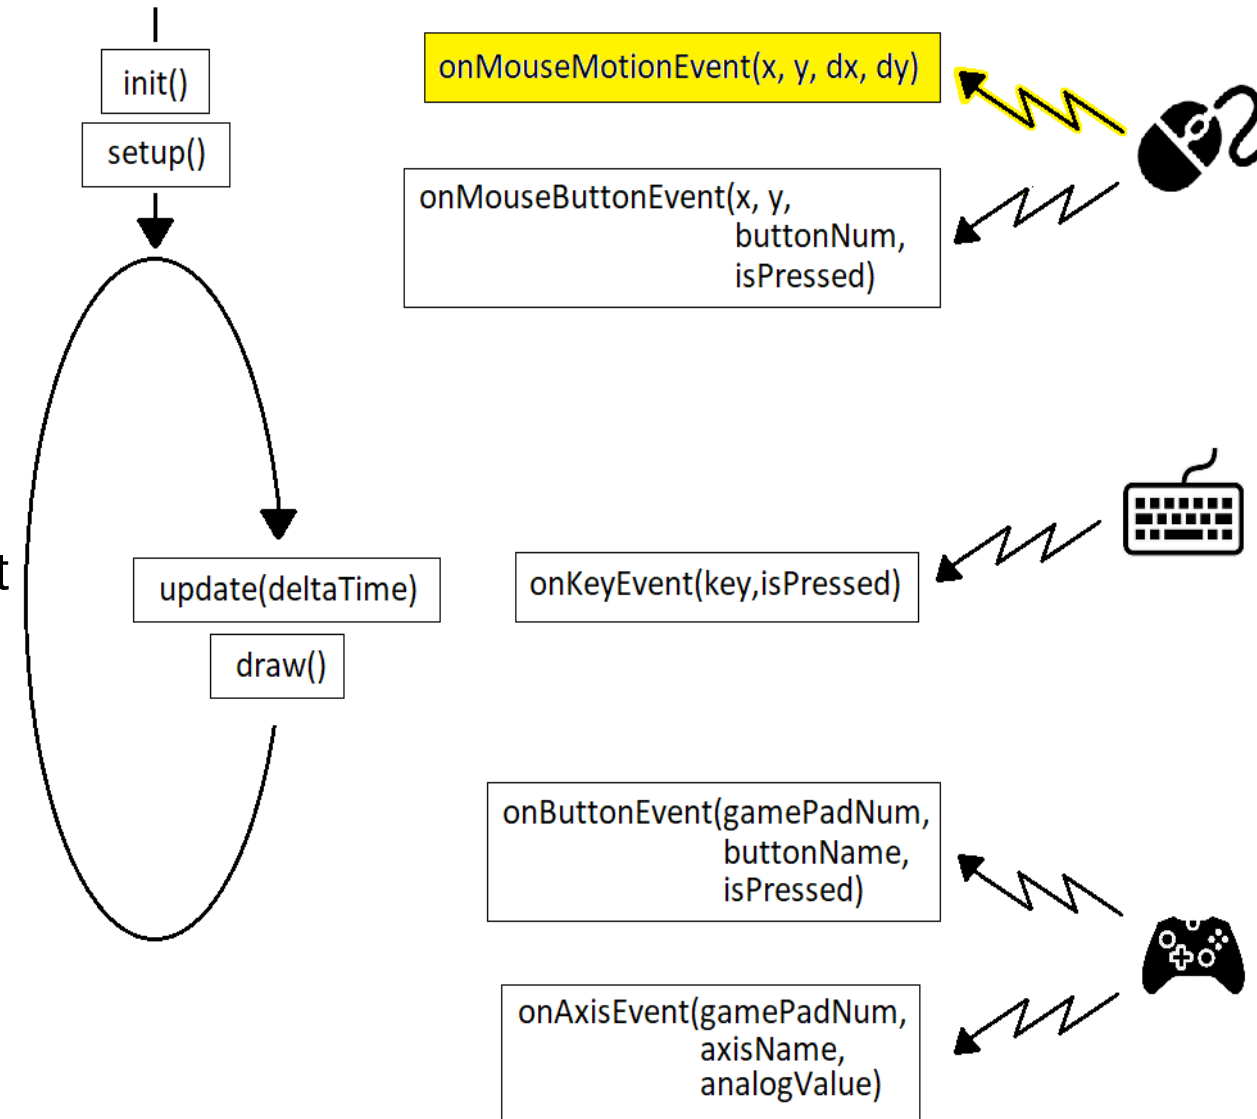 init()
setup()
onMouseMotionEvent(x, y, dx, dy)
onMouseButtonEvent(x, y,
buttonNum,
isPressed)
t
update(deltaTime)
draw()
onKeyEvent(key,isPressed)
onButtonEvent(gamePadNum,
buttonName,
isPressed)
onAxisEvent(gamePadNum,
axisName,
analogValue)